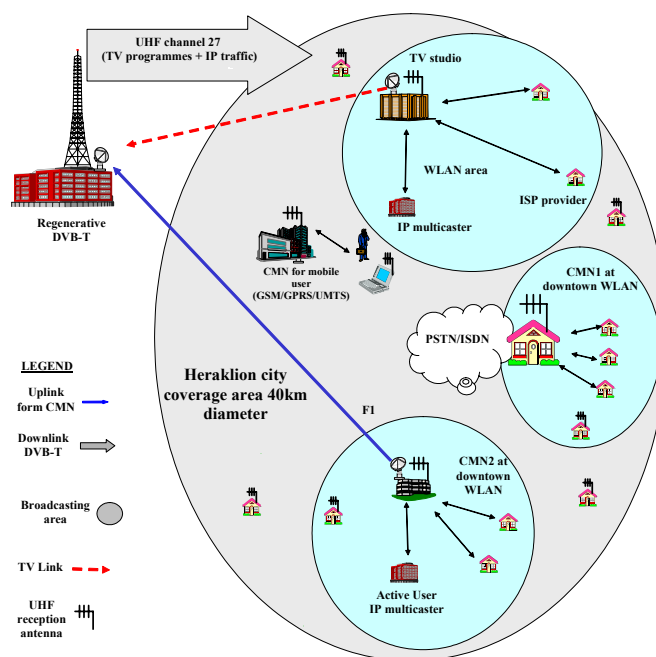 UHF channel 27
(TV programmes + IP traffic)
TV studio
WLAN area
ISP provider
IP multicaster
Regenerative
DVB-T
CMN for mobile
user
(GSM/GPRS/UMTS)
CMN1 at
downtown WLAN
PSTN/ISDN
LEGEND
Uplink
form CMN
Downlink
DVB-T
Broadcasting
area
TV Link
UHF
reception
antenna
Heraklion city
coverage area 40km
diameter
F1
CMN2 at
downtown
WLAN
Active User
IP multicaster